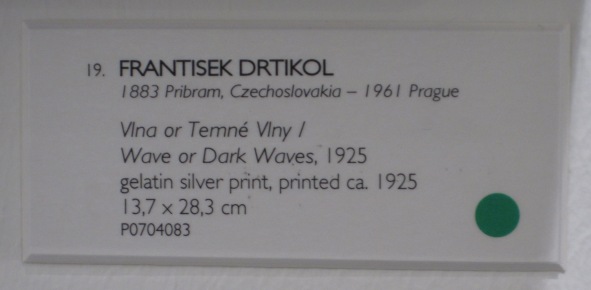 19. FRANTISEK DRTIKOL
1883 Pribram, Czechoslovakia – 1961 Prague
Vlna or Temné Vlny /
Wave or Dark Waves, 1925
gelatin silver print, printed ca. 1925
13,7 x 28,3 cm
P0704083